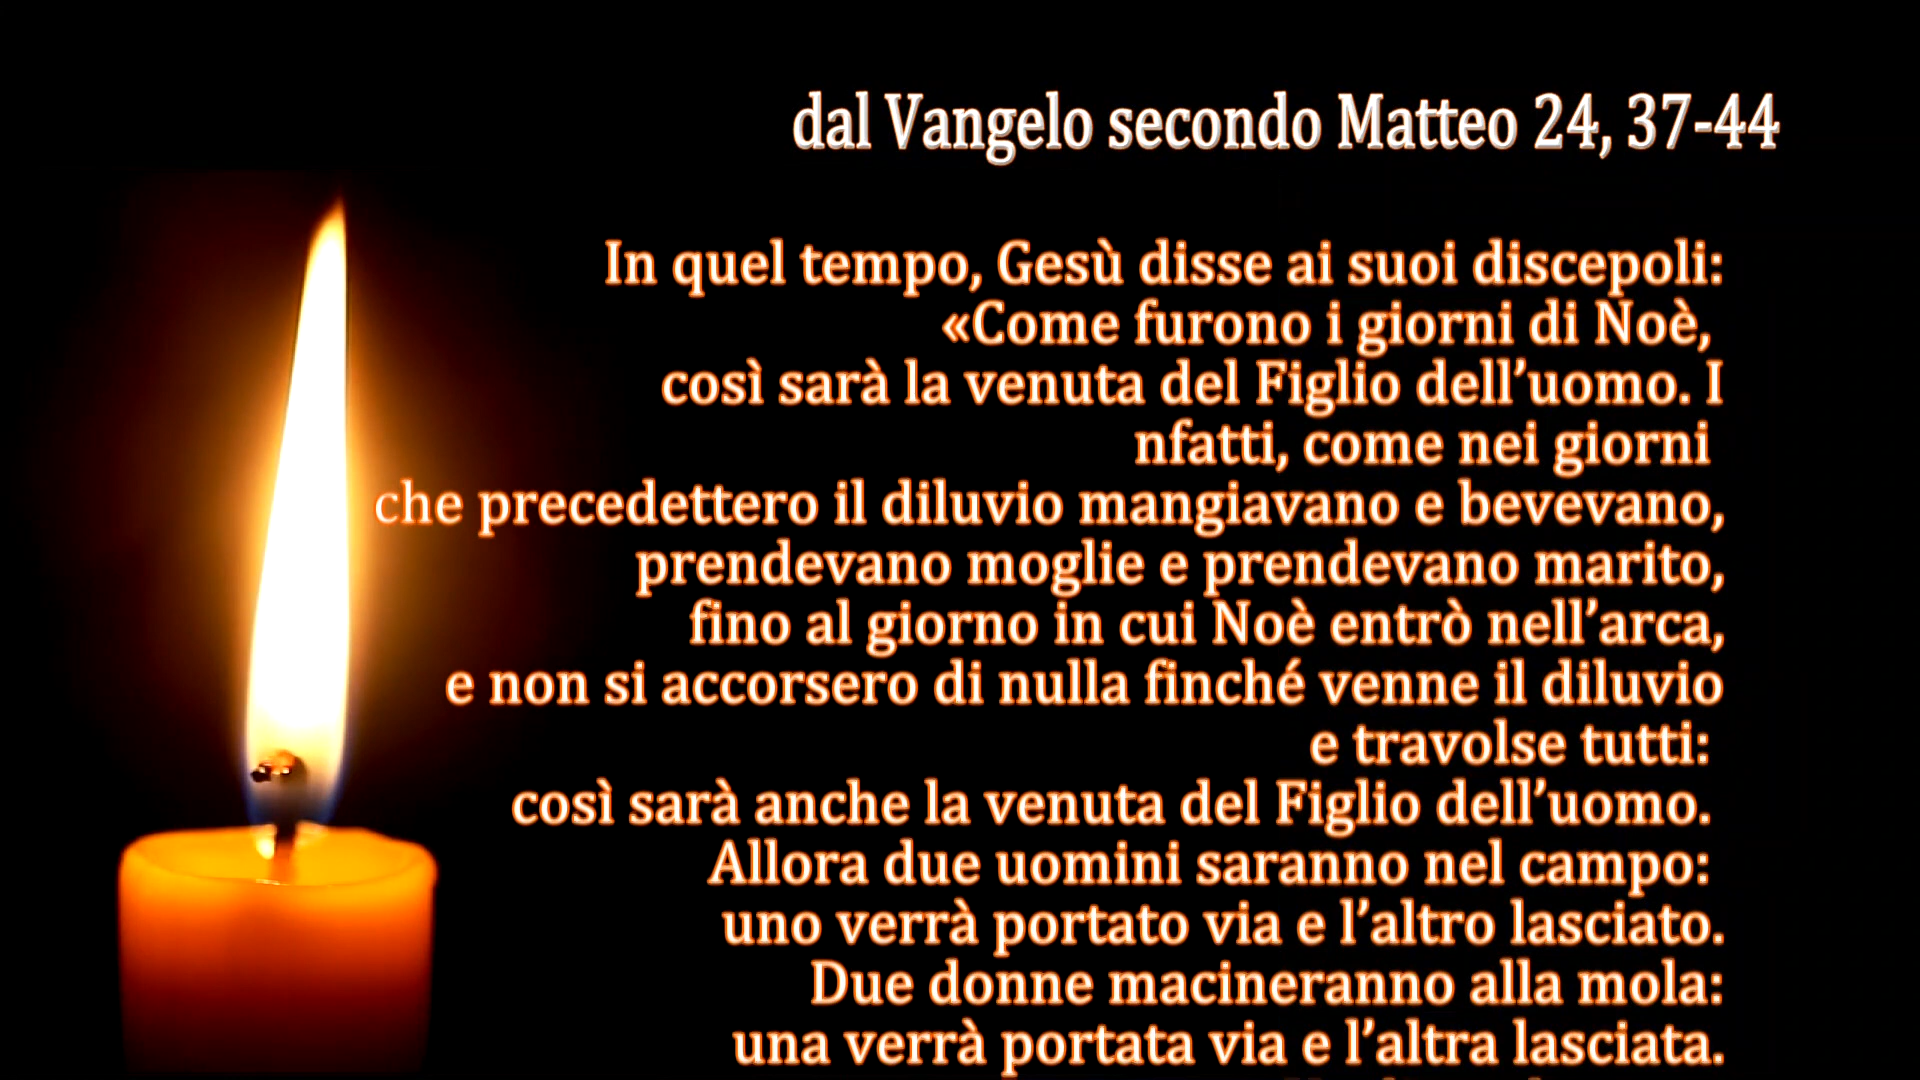 dal Vangelo secondo Matteo 24, 37-44
In quel tempo, Gesù disse ai suoi discepoli:
«Come furono i giorni di Noè,
così sarà la venuta del Figlio dell’uomo. I
nfatti, come nei giorni
che precedettero il diluvio mangiavano e bevevano,
prendevano moglie e prendevano marito,
fino al giorno in cui Noè entrò nell’arca,
e non si accorsero di nulla finché venne il diluvio
e travolse tutti:
così sarà anche la venuta del Figlio dell’uomo.
Allora due uomini saranno nel campo:
uno verrà portato via e l’altro lasciato.
Due donne macineranno alla mola:
una verrà portata via e l’altra lasciata.